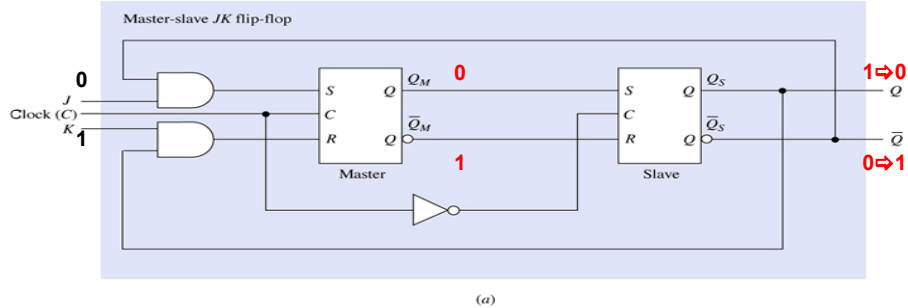 Master-slave JK flip-flop
0
J
Clock (C)
K
1
S
C
R
Q
Q
Master
Q_M
0
Q̅_M
1
S
C
R
Q
Q
Slave
Q_S
Q̅_S
1⇨0
Q
Q̅
0⇨1
(a)